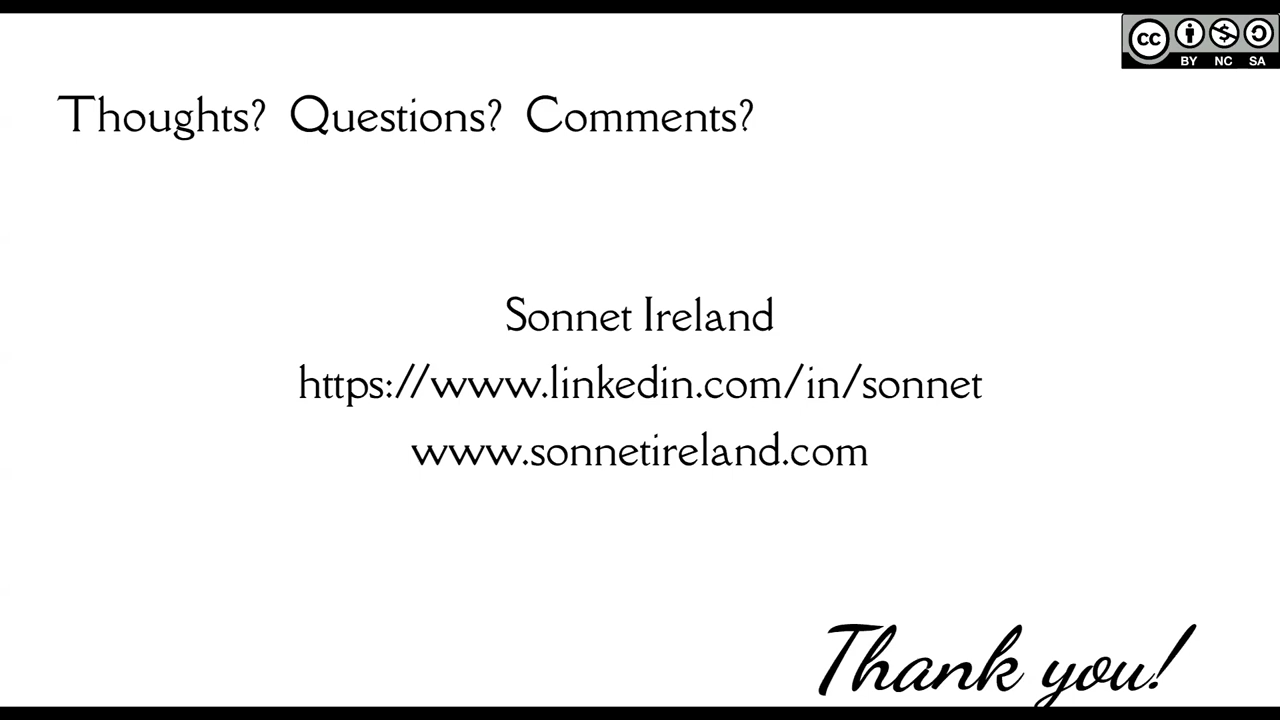 cc
BY NC SA
Thoughts? Questions? Comments?
Sonnet Ireland
https://www.linkedin.com/in/sonnet
www.sonnetireland.com
Thank you!